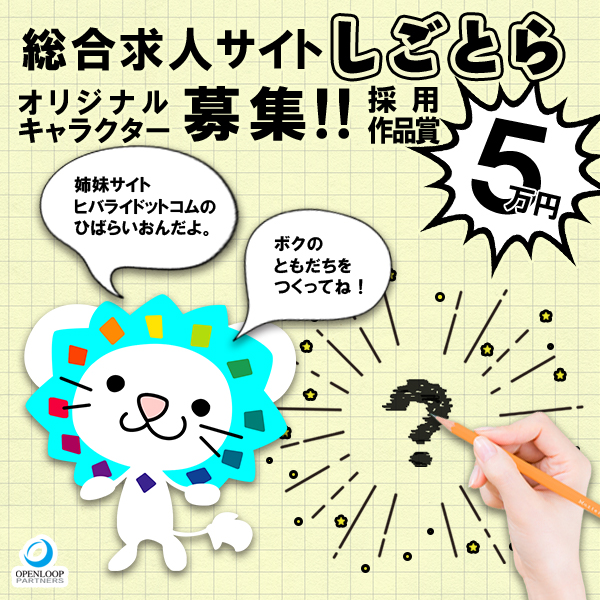 総合求人サイトしごとら
オリジナル
キャラクター
募集!!
採用
作品賞
5
万円
姉妹サイト
ヒバライドットコムの
ひばらいおんだよ。
ボクの
ともだちを
つくってね！
?
OPENLOOP
PARTNERS